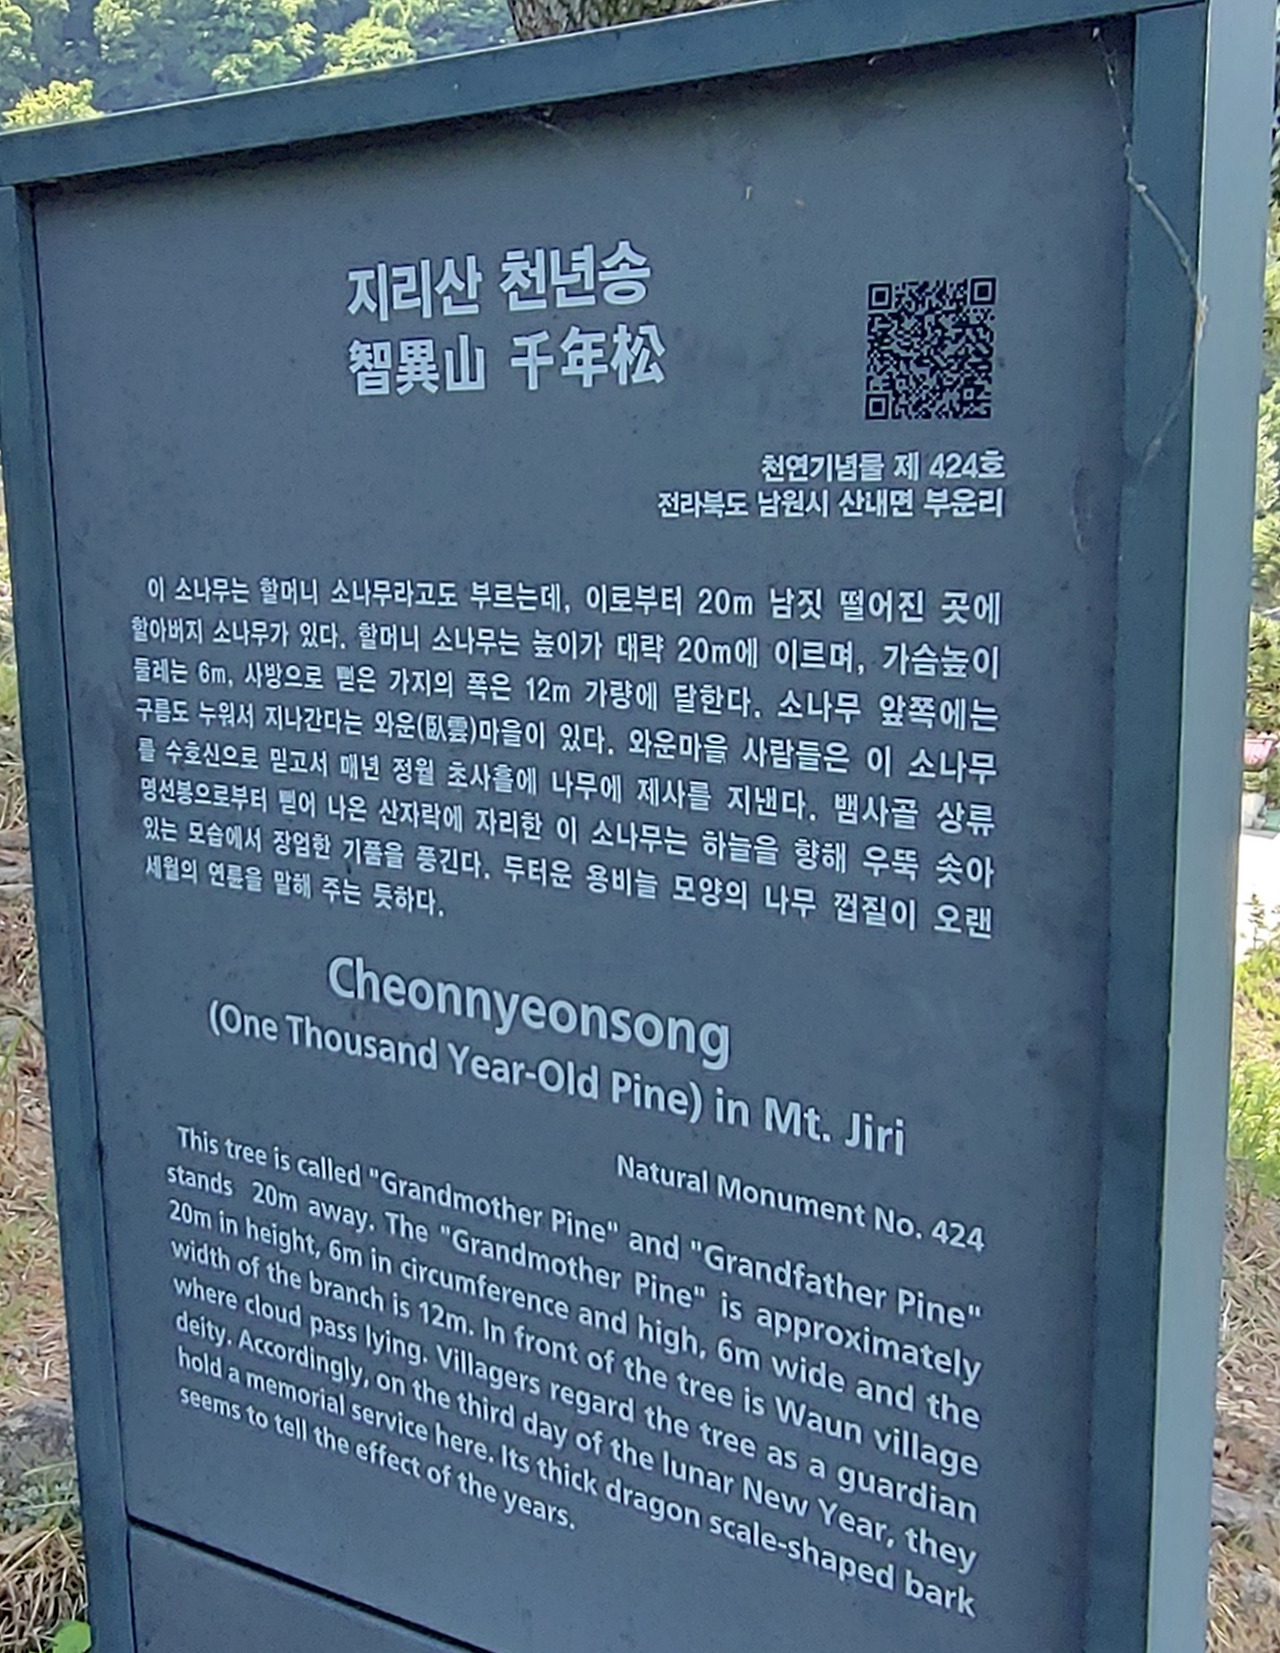 지리산 천년송
智異山 千年松
천연기념물 제 424호
전라북도 남원시 산내면 부운리
이 소나무는 할머니 소나무라고도 부르는데, 이로부터 20m 남짓 떨어진 곳에
할아버지 소나무가 있다. 할머니 소나무는 높이가 대략 20m에 이르며, 가슴높이
둘레는 6m, 사방으로 뻗은 가지의 폭은 12m 가량에 달한다. 소나무 앞쪽에는
구름도 누워서 지나간다는 와운(臥雲)마을이 있다. 와운마을 사람들은 이 소나무
를 수호신으로 믿고서 매년 정월 초사흘에 나무에 제사를 지낸다. 뱀사골 상류
명선봉으로부터 뻗어 나온 산자락에 자리한 이 소나무는 하늘을 향해 우뚝 솟아
있는 모습에서 장엄한 기품을 풍긴다. 두터운 용비늘 모양의 나무 껍질이 오랜
세월의 연륜을 말해 주는 듯하다.
Cheonnyeonsong
(One Thousand Year-Old Pine) in Mt. Jiri
Natural Monument No. 424
This tree is called "Grandmother Pine" and "Grandfather Pine"
stands 20m away. The "Grandmother Pine" is approximately
20m in height, 6m in circumference and high, 6m wide and the
width of the branch is 12m. In front of the tree is Waun village
where cloud pass lying. Villagers regard the tree as a guardian
deity. Accordingly, on the third day of the lunar New Year, they
hold a memorial service here. Its thick dragon scale-shaped bark
seems to tell the effect of the years.